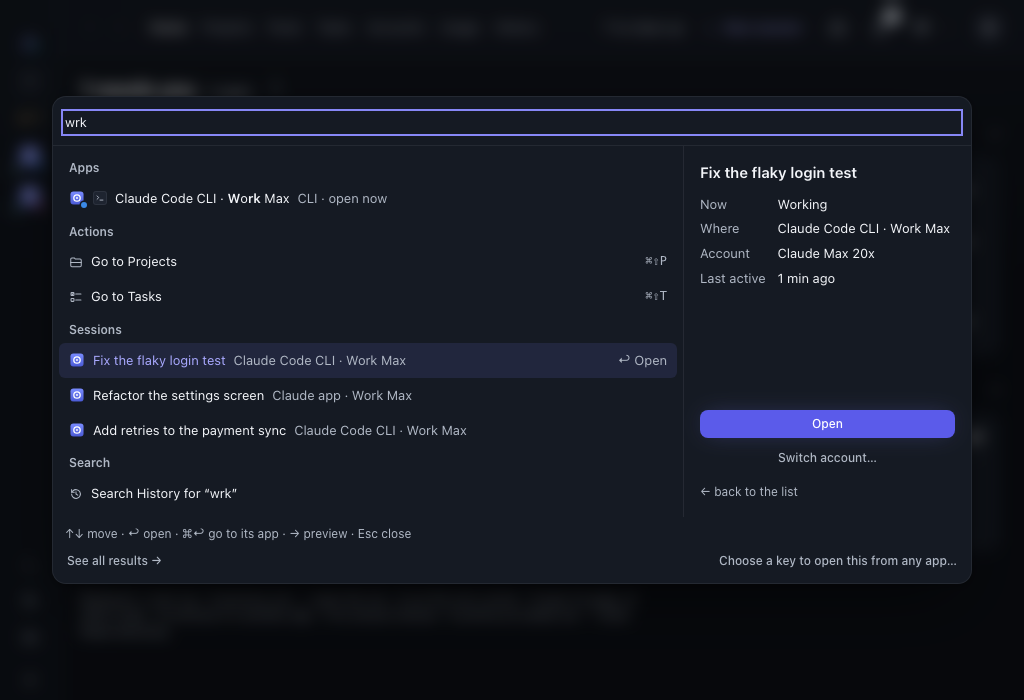 wrk
Apps
Claude Code CLI · Work Max CLI · open now
Actions
Go to Projects ⌘⇧P
Go to Tasks ⌘⇧T
Sessions
Fix the flaky login test Claude Code CLI · Work Max ↩ Open
Refactor the settings screen Claude app · Work Max
Add retries to the payment sync Claude Code CLI · Work Max
Search
Search History for “wrk”
Fix the flaky login test
Now Working
Where Claude Code CLI · Work Max
Account Claude Max 20x
Last active 1 min ago
Open
Switch account…
← back to the list
↑↓ move · ↩ open · ⌘↩ go to its app · → preview · Esc close
See all results →
Choose a key to open this from any app…